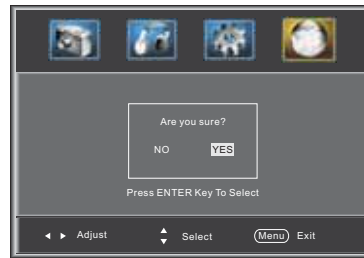 Are you sure?
NO YES
Press ENTER Key To Select
Adjust Select Menu Exit